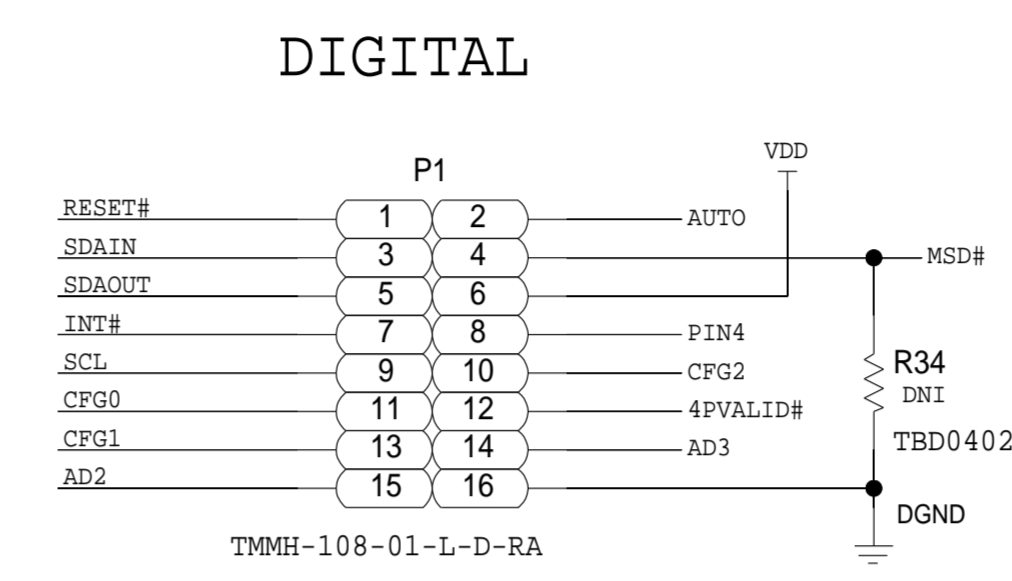 DIGITAL
P1
VDD
RESET# 1 2 AUTO
SDAIN 3 4 MSD#
SDAOUT 5 6
INT# 7 8 PIN4
SCL 9 10 CFG2
R34
DNI
TBD0402
CFG0 11 12 4PVALID#
CFG1 13 14 AD3
AD2 15 16
DGND
TMMH-108-01-L-D-RA